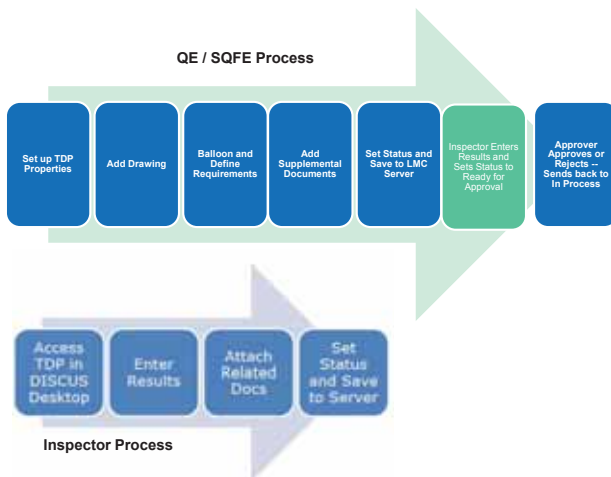 QE / SQFE Process
Set up TDP
Properties
Add Drawing
Balloon and
Define
Requirements
Add
Supplemental
Documents
Set Status and
Save to LMC
Server
Inspector Enters
Results and
Sets Status to
Ready for
Approval
Approver
Approves or
Rejects --
Sends back to
In Process
Access
TDP in
DISCUS
Desktop
Enter
Results
Attach
Related
Docs
Set
Status
and Save
to Server
Inspector Process